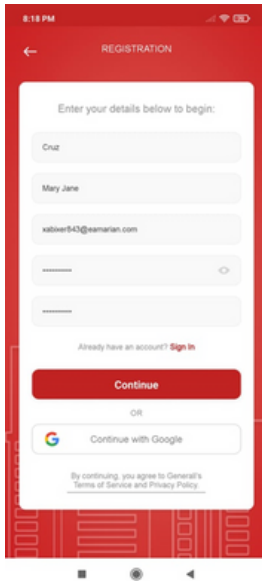 8:18 PM
REGISTRATION
Enter your details below to begin:
Cruz
Mary Jane
xabixer543@eamarian.com
Already have an account? Sign In
Continue
OR
Continue with Google
By continuing, you agree to Generali's
Terms of Service and Privacy Policy.